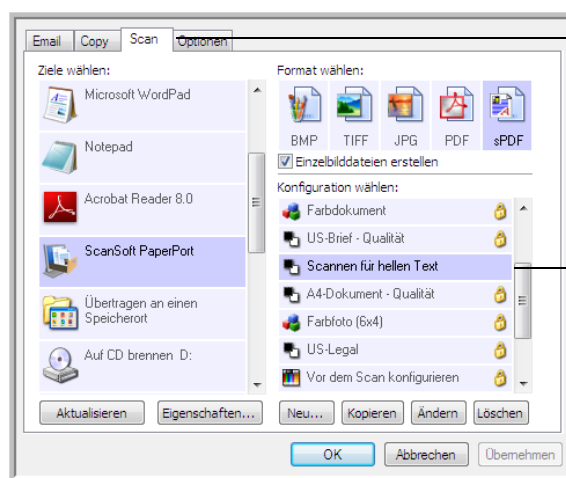 Email Copy Scan Optionen
Ziele wählen:
Microsoft WordPad
Notepad
Acrobat Reader 8.0
ScanSoft PaperPort
Übertragen an einen
Speicherort
Auf CD brennen D:
Aktualisieren Eigenschaften...
Format wählen:
BMP TIFF JPG PDF sPDF
Einzelbilddateien erstellen
Konfiguration wählen:
Farbdokument
US-Brief - Qualität
Scannen für hellen Text
A4-Dokument - Qualität
Farbfoto (6x4)
US-Legal
Vor dem Scan konfigurieren
Neu... Kopieren Ändern Löschen
OK Abbrechen Übernehmen